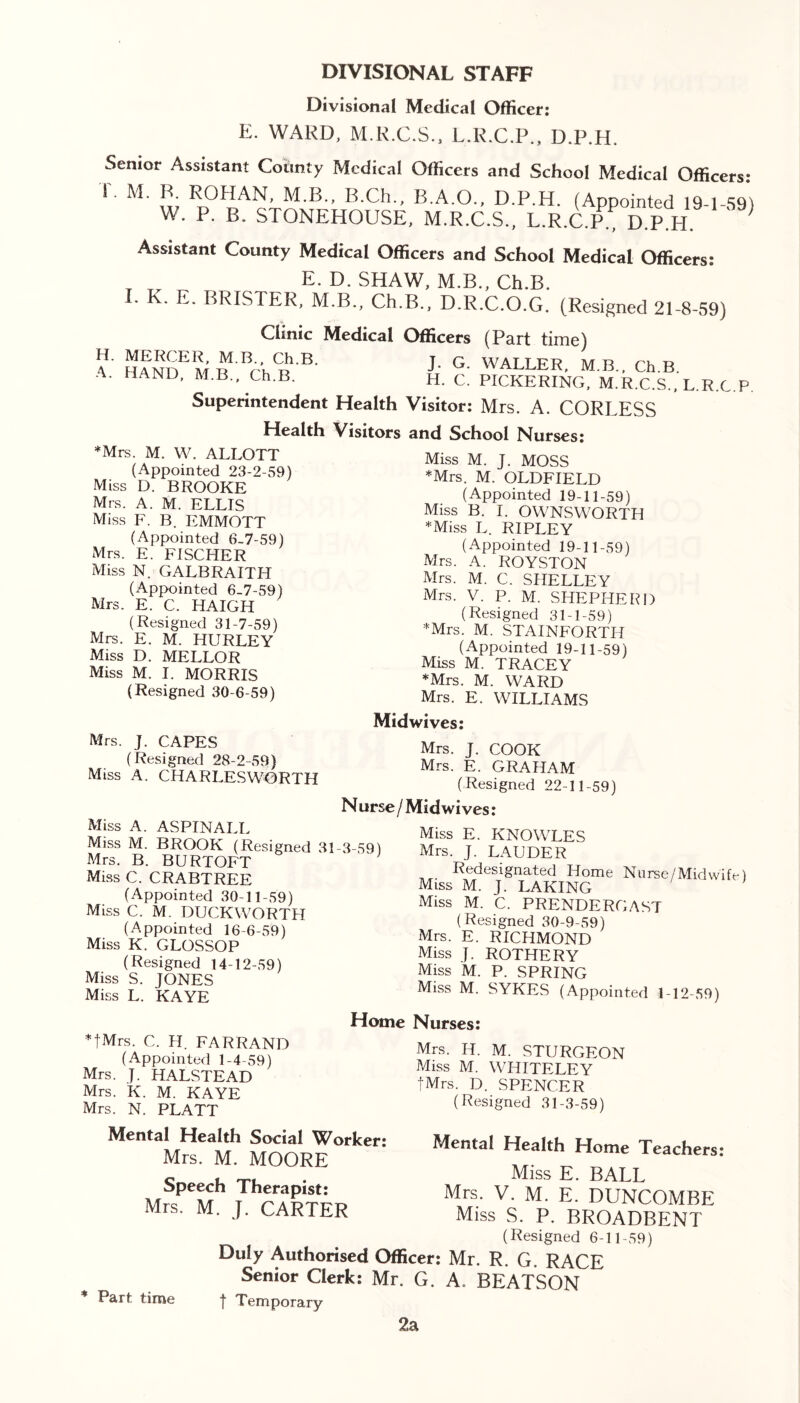 DIVISIONAL STAFF
Divisional Medical Officer:
E. WARD, M.R.C.S., L.R.C.P., D.P.H.
Senior Assistant County Medical Officers and School Medical Officers:
I. M. B. ROHAN, M.B., B.Ch., B.A.O., D.P.H. (Appointed 19-1-59)
W. P. B. STONEHOUSE, M.R.C.S., L.R.C.P., D.P.H.
Assistant County Medical Officers and School Medical Officers:
E. D. SHAW, M.B., Ch.B.
I. K. E. BRISTER, M.B., Ch.B., D.R.C.O.G. (Resigned 21-8-59)
Clinic Medical Officers (Part time)
H. MERCER, M.B., Ch.B.
A. HAND, M.B., Ch.B.
J. G. WALLER, M.B., Ch.B.
H. C. PICKERING, M.R.C.S., L.R.C.P.
Superintendent Health Visitor: Mrs. A. CORLESS
Health Visitors and School Nurses:
*Mrs. M. W. ALLOTT
(Appointed 23-2-59)
Miss D. BROOKE
Mrs. A. M. ELLIS
Miss F. B. EMMOTT
(Appointed 6-7-59)
Mrs. E. FISCHER
Miss N. GALBRAITH
(Appointed 6-7-59)
Mrs. E. C. HAIGH
(Resigned 31-7-59)
Mrs. E. M. HURLEY
Miss D. MELLOR
Miss M. I. MORRIS
(Resigned 30-6-59)
Miss M. J. MOSS
*Mrs. M. OLDFIELD
(Appointed 19-11-59)
Miss B. I. OWNSWORTH
*Miss L. RIPLEY
(Appointed 19-11-59)
Mrs. A. ROYSTON
Mrs. M. C. SHELLEY
Mrs. V. P. M. SHEPHERD
(Resigned 31-1-59)
*Mrs. M. STAINFORTH
(Appointed 19-11-59)
Miss M. TRACEY
*Mrs. M. WARD
Mrs. E. WILLIAMS
Midwives:
Mrs. J. CAPES
(Resigned 28-2-59)
Miss A. CHARLESWORTH
Mrs. J. COOK
Mrs. E. GRAHAM
(Resigned 22-11-59)
Nurse/Midwives:
Miss A. ASPINALL
Miss M. BROOK (Resigned 31-3-59)
Mrs. B. BURTOFT
Miss C. CRABTREE
(Appointed 30-11-59)
Miss C. M. DUCKWORTH
(Appointed 16-6-59)
Miss K. GLOSSOP
(Resigned 14-12-59)
Miss S. JONES
Miss L. KAYE
Miss E. KNOWLES
Mrs. J. LAUDER
Redesignated Home Nurse/Midwife)
Miss M. J. LAKING
Miss M. C. PRENDERGAST
(Resigned 30-9-59)
Mrs. E. RICHMOND
Miss J. ROTHERY
Miss M. P. SPRING
Miss M. SYKES (Appointed 1-12-59)
Home Nurses:
*†Mrs. C. H. FARRAND
(Appointed 1-4-59)
Mrs. J. HALSTEAD
Mrs. K. M. KAYE
Mrs. N. PLATT
Mrs. H. M. STURGEON
Miss M. WHITELEY
†Mrs. D. SPENCER
(Resigned 31-3-59)
Mental Health Social Worker:
Mrs. M. MOORE
Speech Therapist:
Mrs. M. J. CARTER
Mental Health Home Teachers:
Miss E. BALL
Mrs. V. M. E. DUNCOMBE
Miss S. P. BROADBENT
(Resigned 6-11-59)
Duly Authorised Officer: Mr. R. G. RACE
Senior Clerk: Mr. G. A. BEATSON
* Part time † Temporary
2a